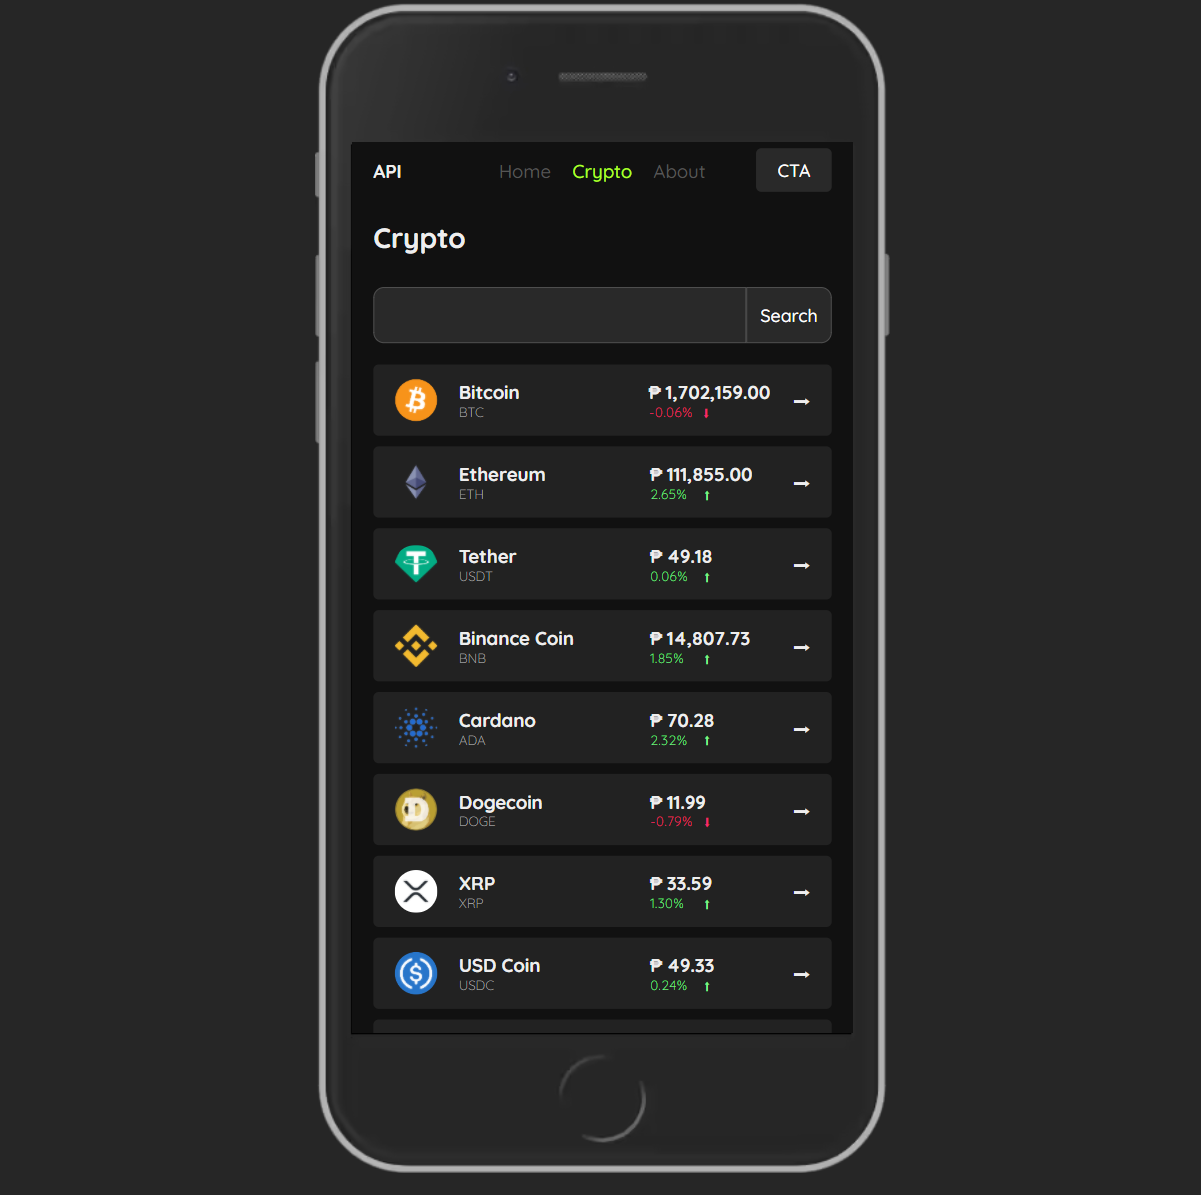 API Home Crypto About CTA
Crypto
Search
Bitcoin ₱ 1,702,159.00
BTC -0.06% ⬇
Ethereum ₱ 111,855.00
ETH 2.65% ⬆
Tether ₱ 49.18
USDT 0.06% ⬆
Binance Coin ₱ 14,807.73
BNB 1.85% ⬆
Cardano ₱ 70.28
ADA 2.32% ⬆
Dogecoin ₱ 11.99
DOGE -0.79% ⬇
XRP ₱ 33.59
XRP 1.30% ⬆
USD Coin ₱ 49.33
USDC 0.24% ⬆